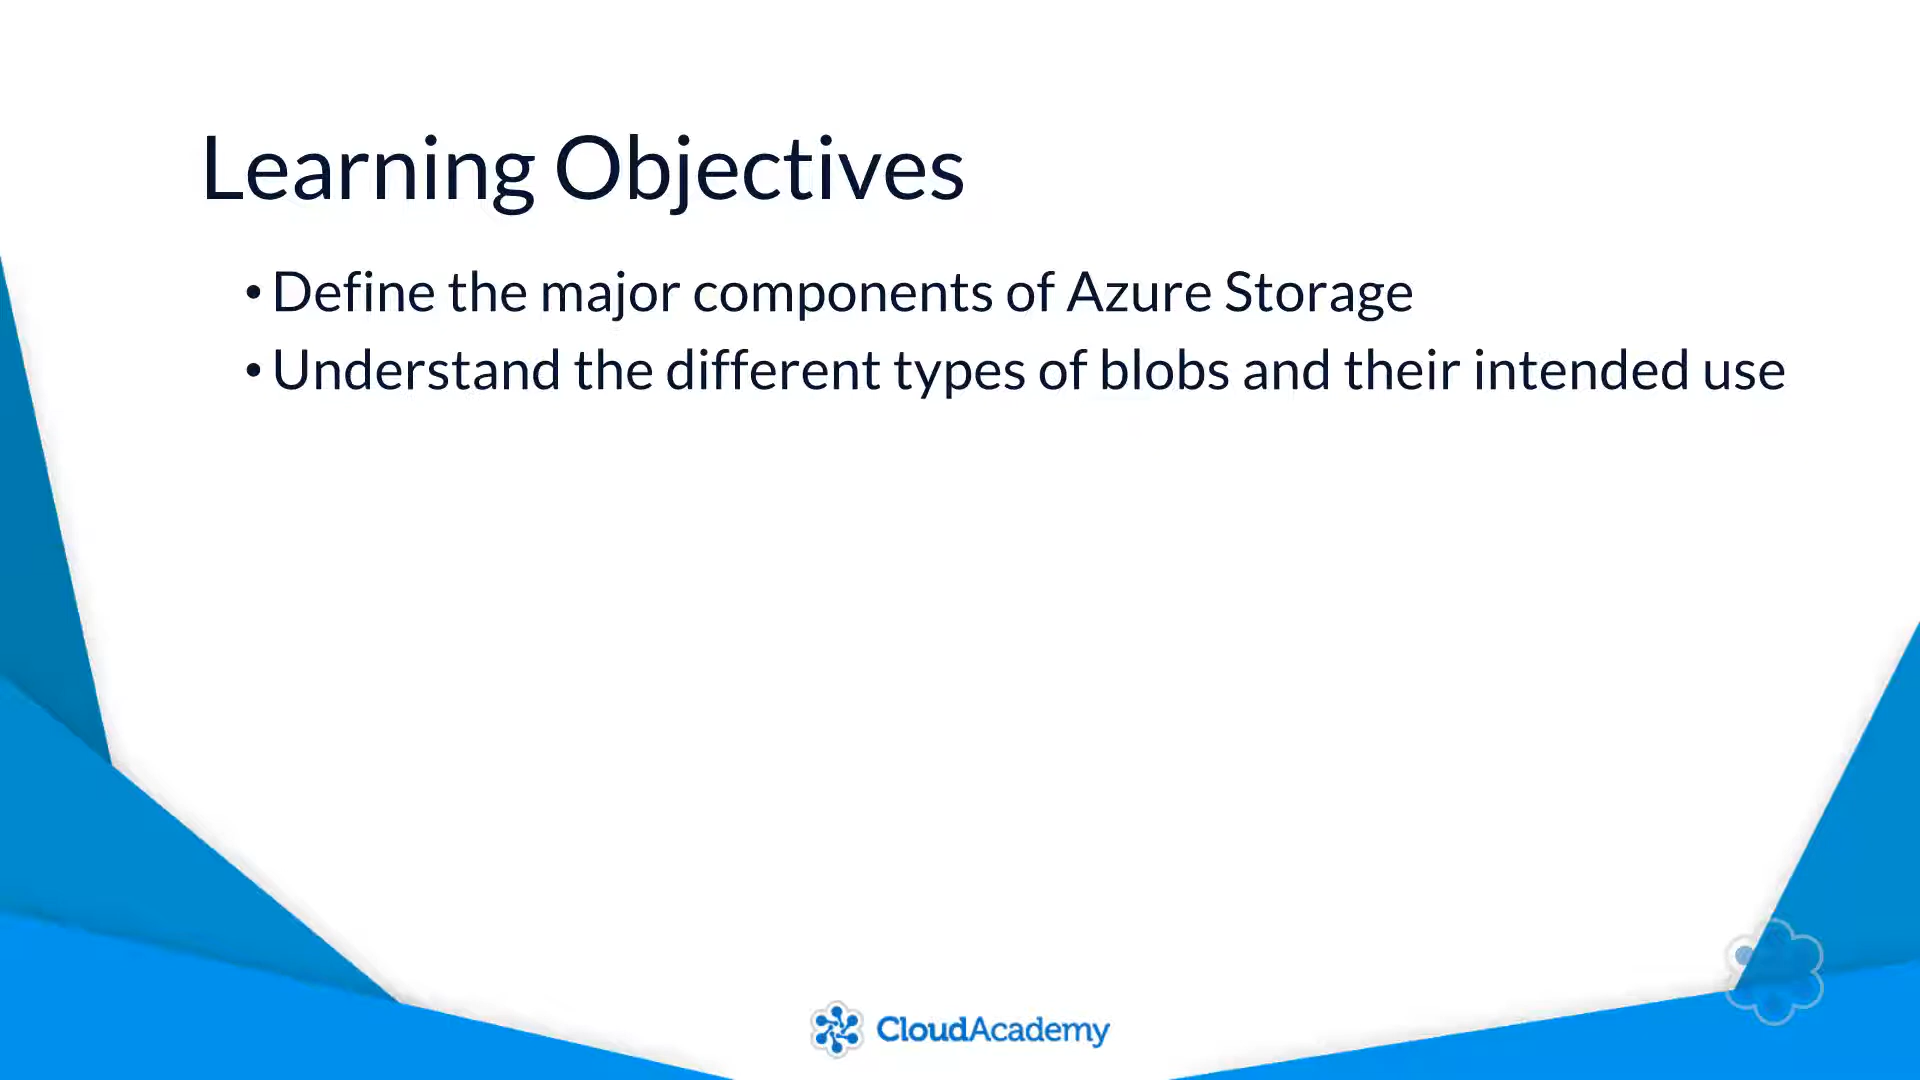 Learning Objectives
• Define the major components of Azure Storage
• Understand the different types of blobs and their intended use
CloudAcademy